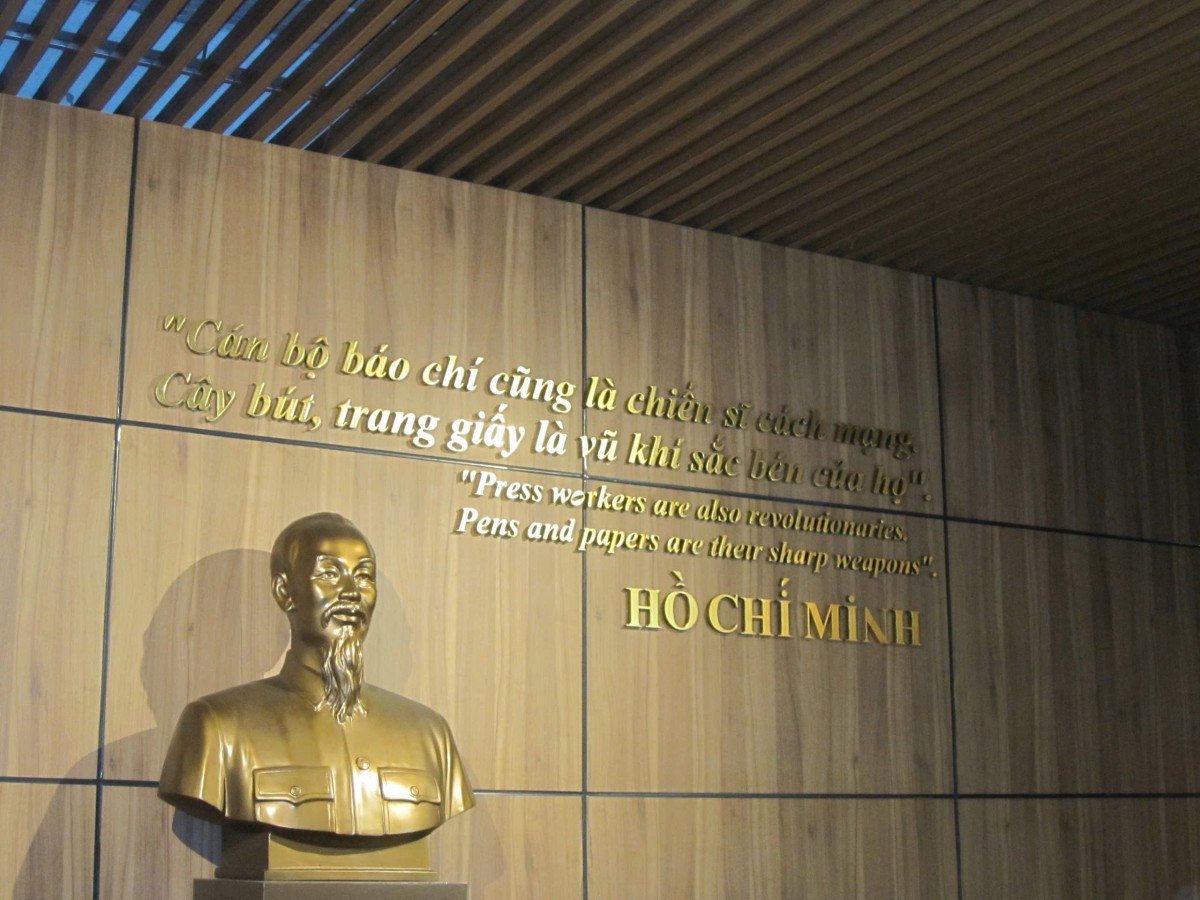 "Cán bộ báo chí cũng là chiến sĩ cách mạng.
Cây bút, trang giấy là vũ khí sắc bén của họ".
"Press workers are also revolutionaries.
Pens and papers are their sharp weapons".
HỒ CHÍ MINH